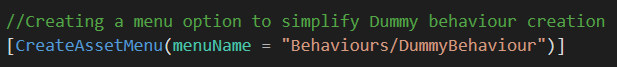 //Creating a menu option to simplify Dummy behaviour creation
[CreateAssetMenu(menuName = "Behaviours/DummyBehaviour")]